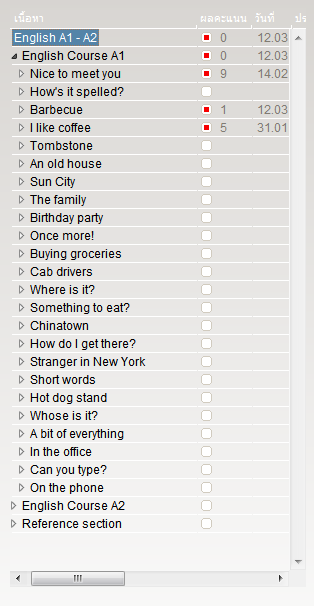 เนื้อหา ผลคะแนน วันที่ ประ
English A1 - A2 0 12.03
English Course A1 0 12.03
Nice to meet you 9 14.02
How's it spelled?
Barbecue 1 12.03
I like coffee 5 31.01
Tombstone
An old house
Sun City
The family
Birthday party
Once more!
Buying groceries
Cab drivers
Where is it?
Something to eat?
Chinatown
How do I get there?
Stranger in New York
Short words
Hot dog stand
Whose is it?
A bit of everything
In the office
Can you type?
On the phone
English Course A2
Reference section